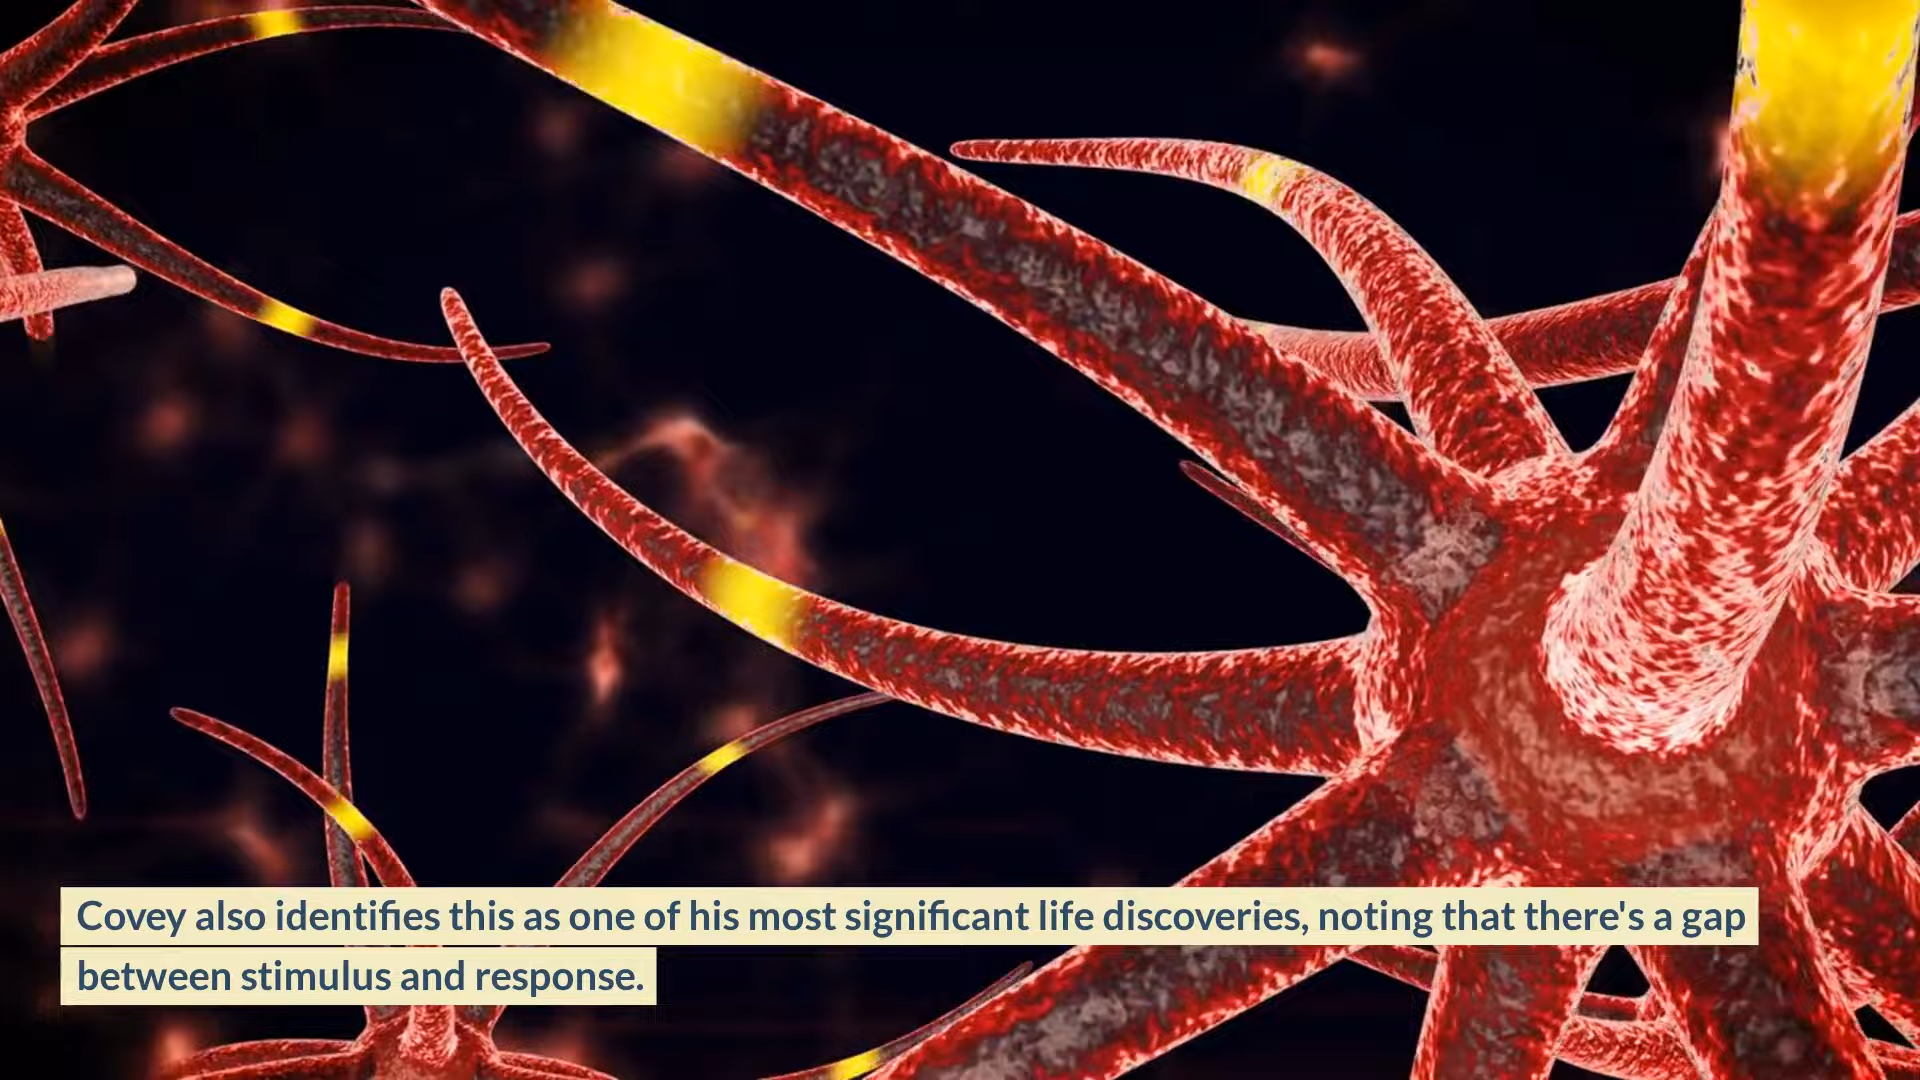 Covey also identifies this as one of his most significant life discoveries, noting that there's a gap
between stimulus and response.